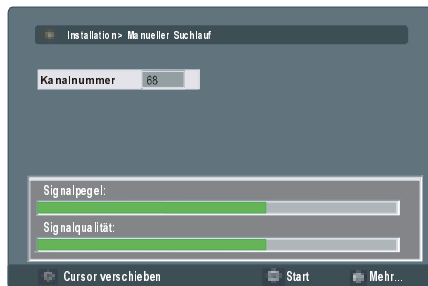 Installation> Manueller Suchlauf
Kanalnummer 68
Signalpegel:
Signalqualität:
Cursor verschieben Start Mehr...